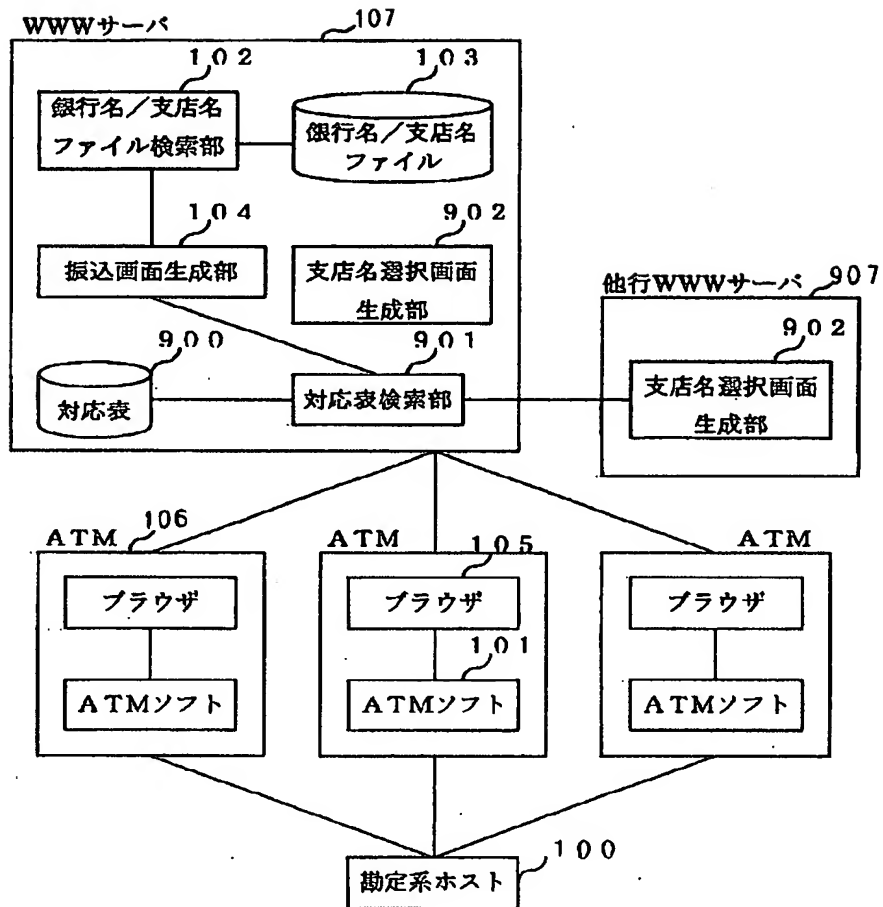 WWWサーバ
107
102
103
銀行名/支店名
ファイル検索部
銀行名/支店名
ファイル
104
902
振込画面生成部
支店名選択画面
生成部
他行WWWサーバ
907
900
901
902
対応表
対応表検索部
支店名選択画面
生成部
ATM
106
ATM
105
ATM
ブラウザ
ブラウザ
ブラウザ
101
ATMソフト
ATMソフト
ATMソフト
100
勘定系ホスト